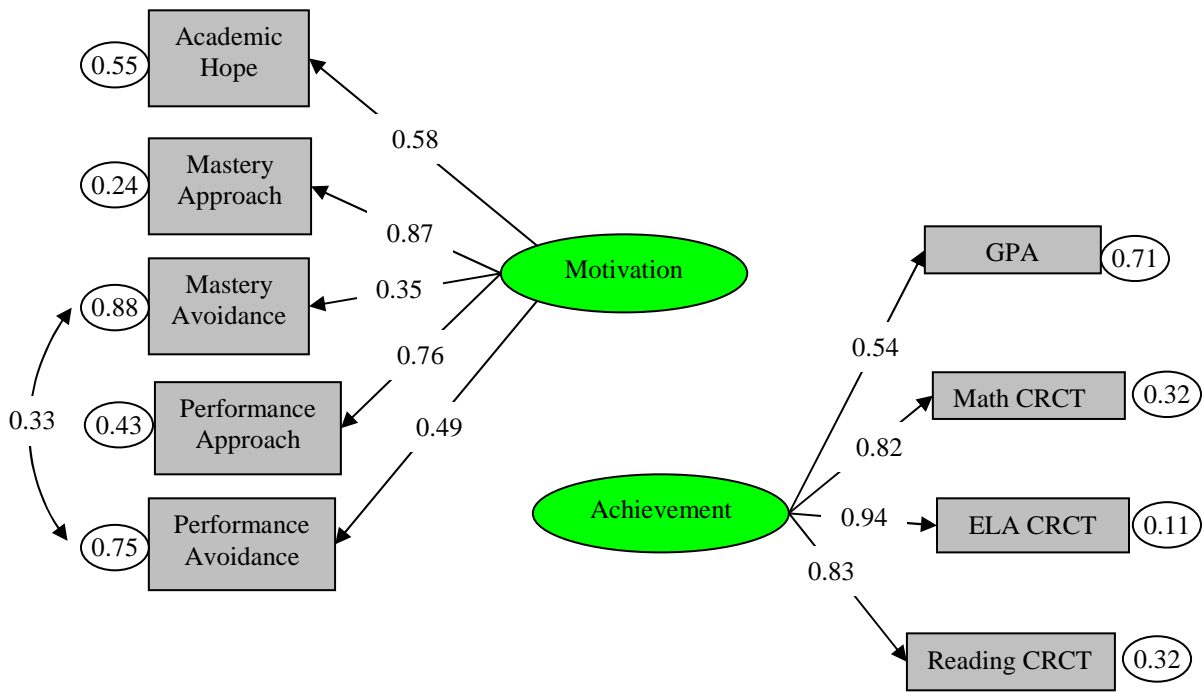 Academic
Hope
0.55
0.58
Mastery
Approach
0.24
0.87
Motivation
Mastery
Avoidance
0.88
0.35
0.76
0.33
Performance
Approach
0.43
0.49
Performance
Avoidance
0.75
GPA
0.71
0.54
Math CRCT
0.32
0.82
Achievement
0.94
ELA CRCT
0.11
0.83
Reading CRCT
0.32